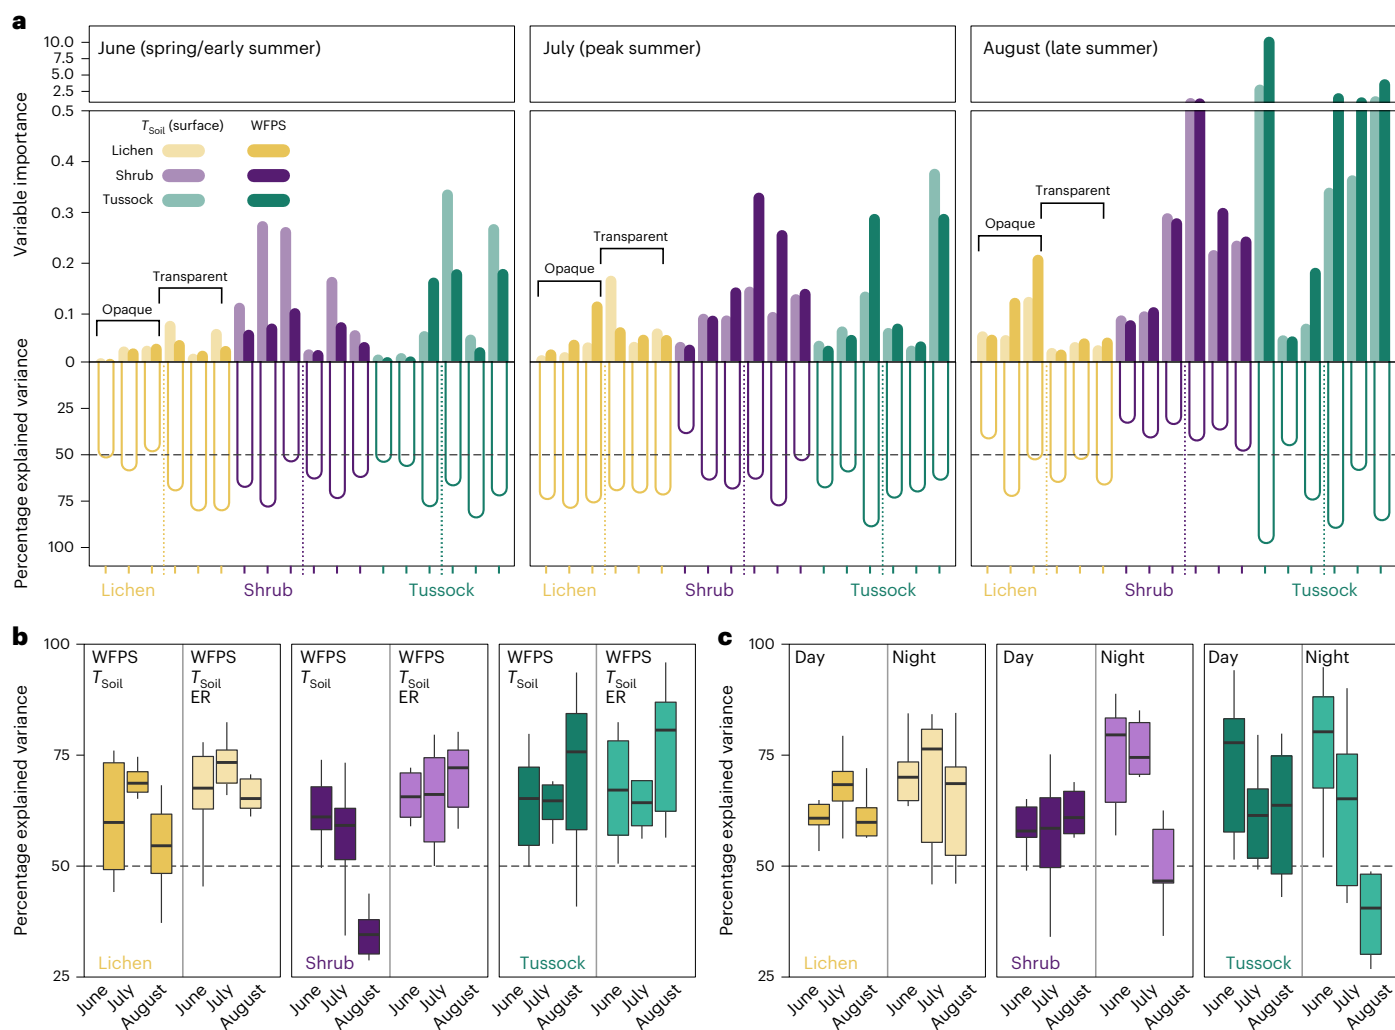 a
June (spring/early summer)
July (peak summer)
August (late summer)
10.0
7.5
5.0
2.5
0.5
0.4
0.3
0.2
0.1
0
25
50
75
100
Variable importance
Percentage explained variance
TSoil (surface) WFPS
Lichen
Shrub
Tussock
Opaque
Transparent
Opaque
Transparent
Opaque
Transparent
Lichen Shrub Tussock
Lichen Shrub Tussock
Lichen Shrub Tussock
b
Percentage explained variance
100
75
50
25
WFPS
TSoil
WFPS
TSoil
ER
Lichen
June July August
WFPS
TSoil
WFPS
TSoil
ER
Shrub
June July August
WFPS
TSoil
WFPS
TSoil
ER
Tussock
June July August
June July August
June July August
June July August
c
Percentage explained variance
100
75
50
25
Day Night
Lichen
June July August
June July August
Day Night
Shrub
June July August
June July August
Day Night
Tussock
June July August
June July August